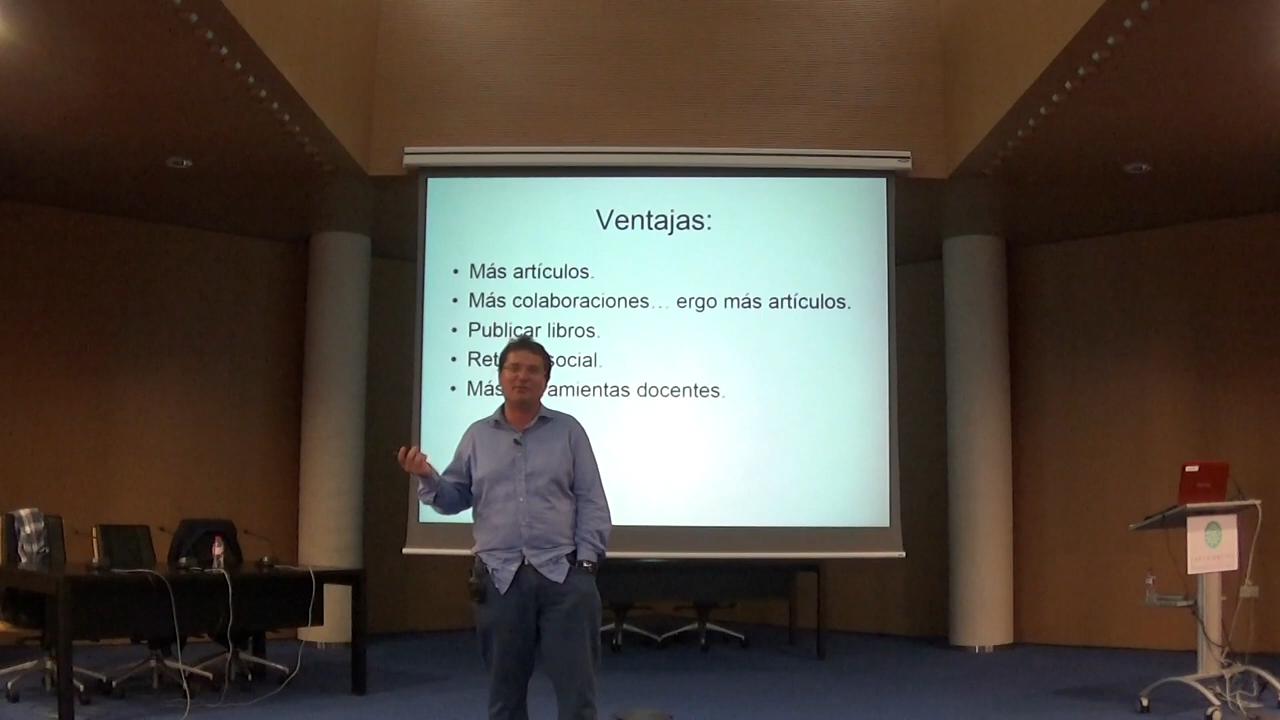 Ventajas:
• Más artículos.
• Más colaboraciones... ergo más artículos.
• Publicar libros.
• social.
• Más docentes.